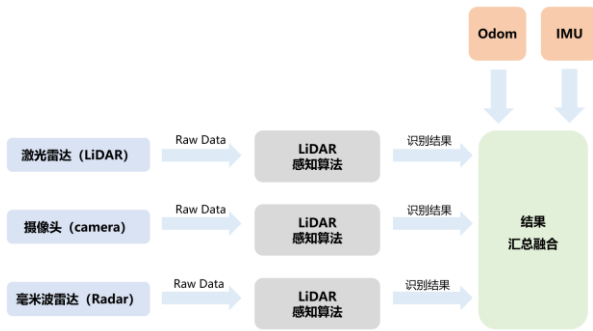 Odom
IMU
激光雷达（LiDAR）
Raw Data
LiDAR
感知算法
识别结果
摄像头（camera）
Raw Data
LiDAR
感知算法
识别结果
结果
汇总融合
毫米波雷达（Radar）
Raw Data
LiDAR
感知算法
识别结果